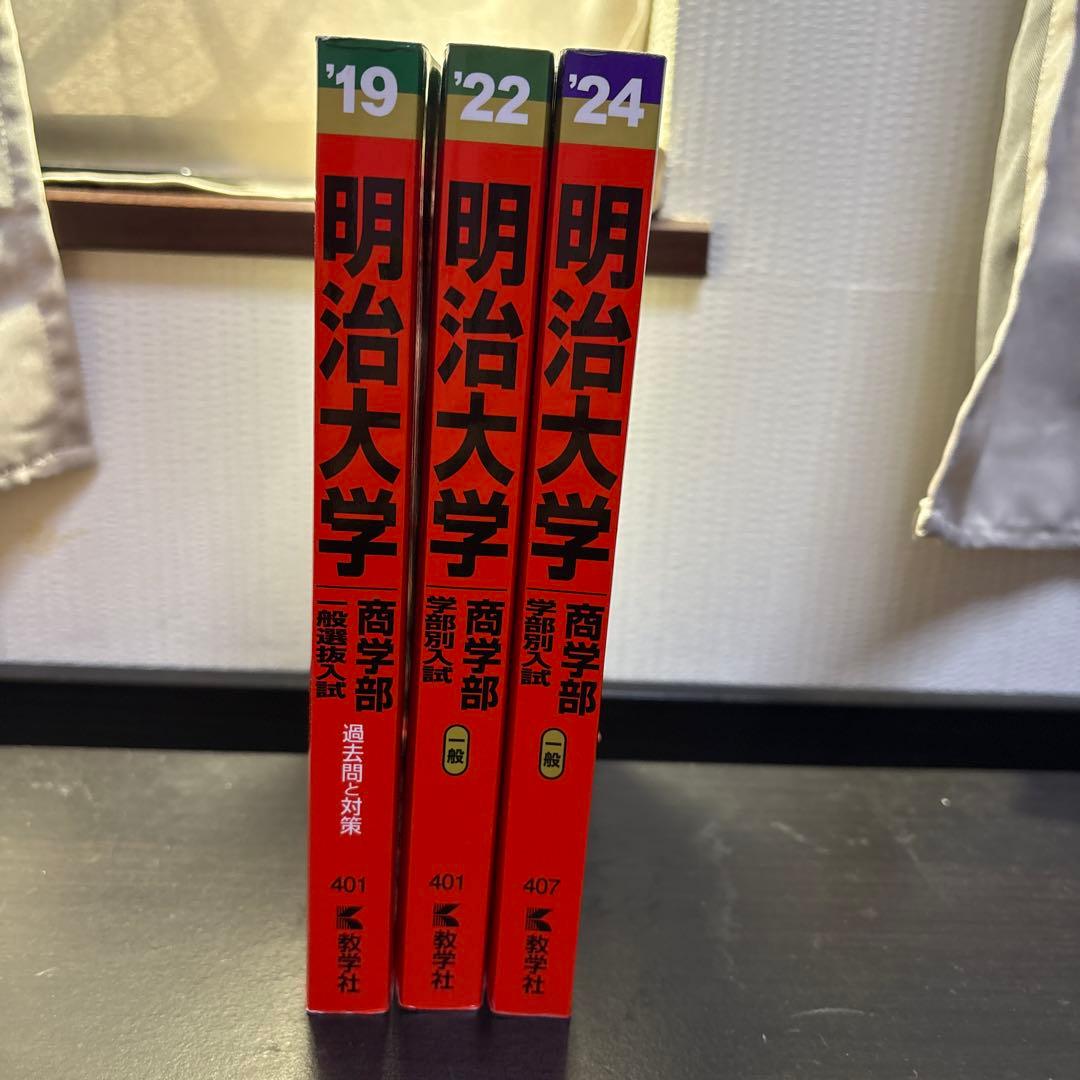 '19
明治大学
商学部
一般選抜入試
過去問と対策
401
教学社
'22
明治大学
商学部
学部別入試
一般
401
教学社
'24
明治大学
商学部
学部別入試
一般
407
教学社